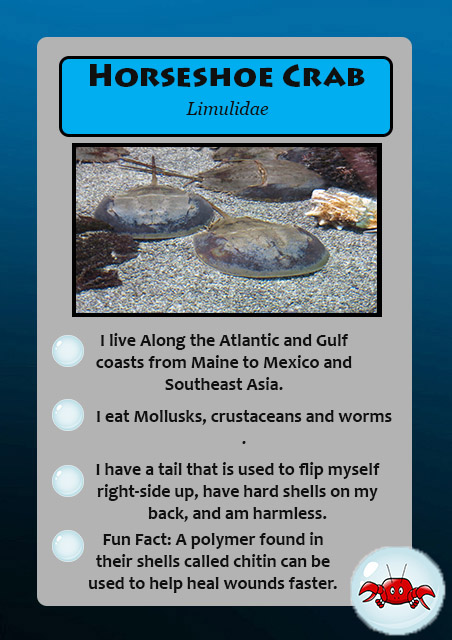 Horseshoe Crab
Limulidae
I live Along the Atlantic and Gulf
coasts from Maine to Mexico and
Southeast Asia.
I eat Mollusks, crustaceans and worms
.
I have a tail that is used to flip myself
right-side up, have hard shells on my
back, and am harmless.
Fun Fact: A polymer found in
their shells called chitin can be
used to help heal wounds faster.